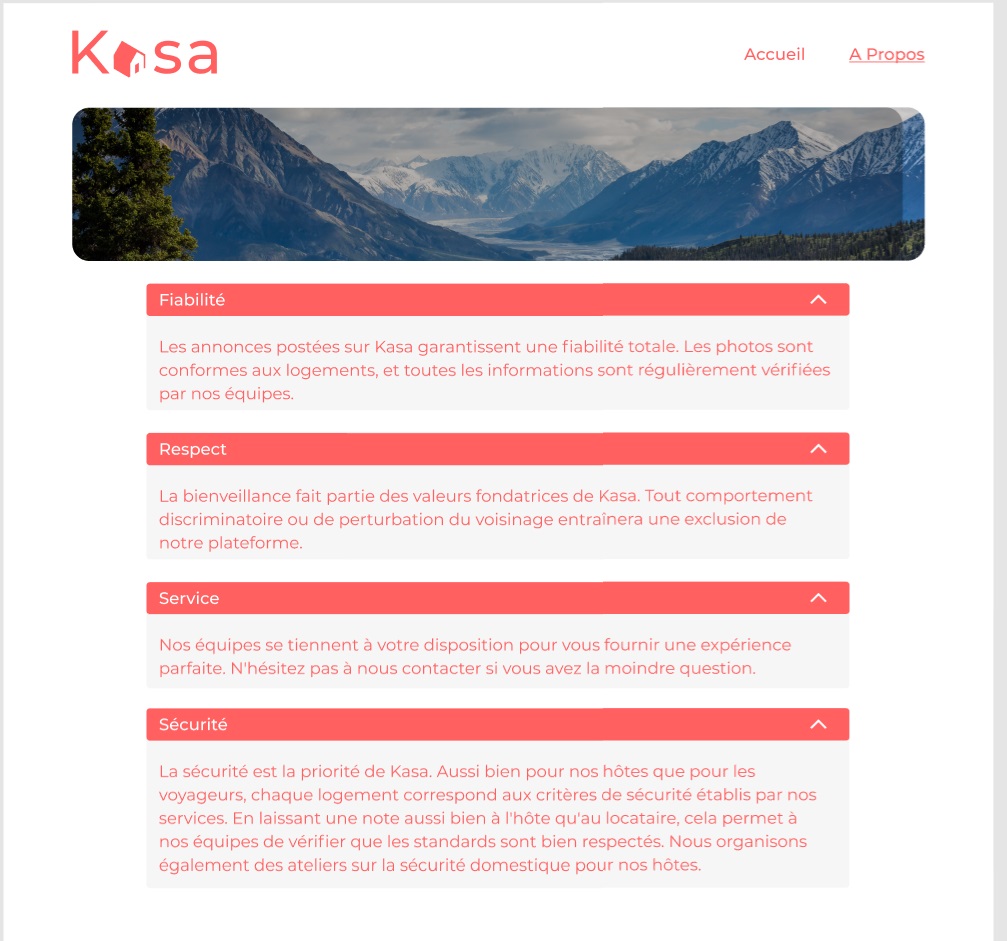 Kasa
Accueil
A Propos
Fiabilité
Les annonces postées sur Kasa garantissent une fiabilité totale. Les photos sont
conformes aux logements, et toutes les informations sont régulièrement vérifiées
par nos équipes.
Respect
La bienveillance fait partie des valeurs fondatrices de Kasa. Tout comportement
discriminatoire ou de perturbation du voisinage entraînera une exclusion de
notre plateforme.
Service
Nos équipes se tiennent à votre disposition pour vous fournir une expérience
parfaite. N'hésitez pas à nous contacter si vous avez la moindre question.
Sécurité
La sécurité est la priorité de Kasa. Aussi bien pour nos hôtes que pour les
voyageurs, chaque logement correspond aux critères de sécurité établis par nos
services. En laissant une note aussi bien à l'hôte qu'au locataire, cela permet à
nos équipes de vérifier que les standards sont bien respectés. Nous organisons
également des ateliers sur la sécurité domestique pour nos hôtes.